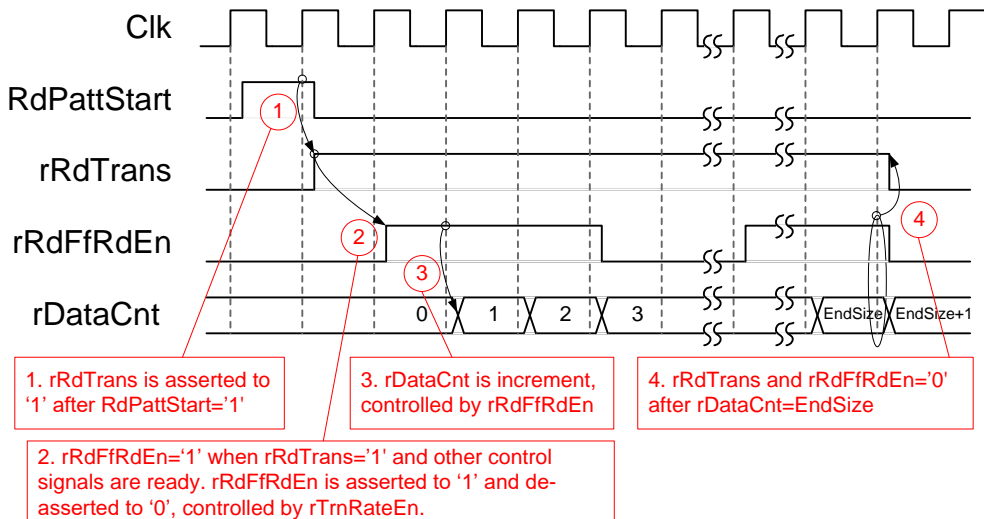 Clk
RdPattStart
1
rRdTrans
2
4
rRdFfRdEn
3
rDataCnt
0 1 2 3 EndSize EndSize+1
1. rRdTrans is asserted to
‘1’ after RdPattStart=’1’
3. rDataCnt is increment,
controlled by rRdFfRdEn
4. rRdTrans and rRdFfRdEn=’0’
after rDataCnt=EndSize
2. rRdFfRdEn=‘1’ when rRdTrans=’1’ and other control
signals are ready. rRdFfRdEn is asserted to ‘1’ and de-
asserted to ‘0’, controlled by rTrnRateEn.